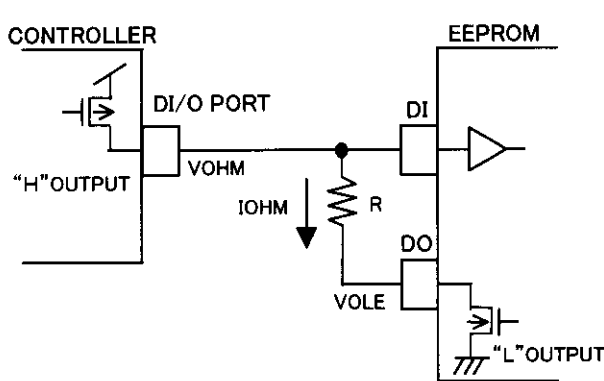 CONTROLLER
EEPROM
DI/O PORT
DI
VOHM
"H"OUTPUT
IOHM
R
DO
VOLE
"L"OUTPUT